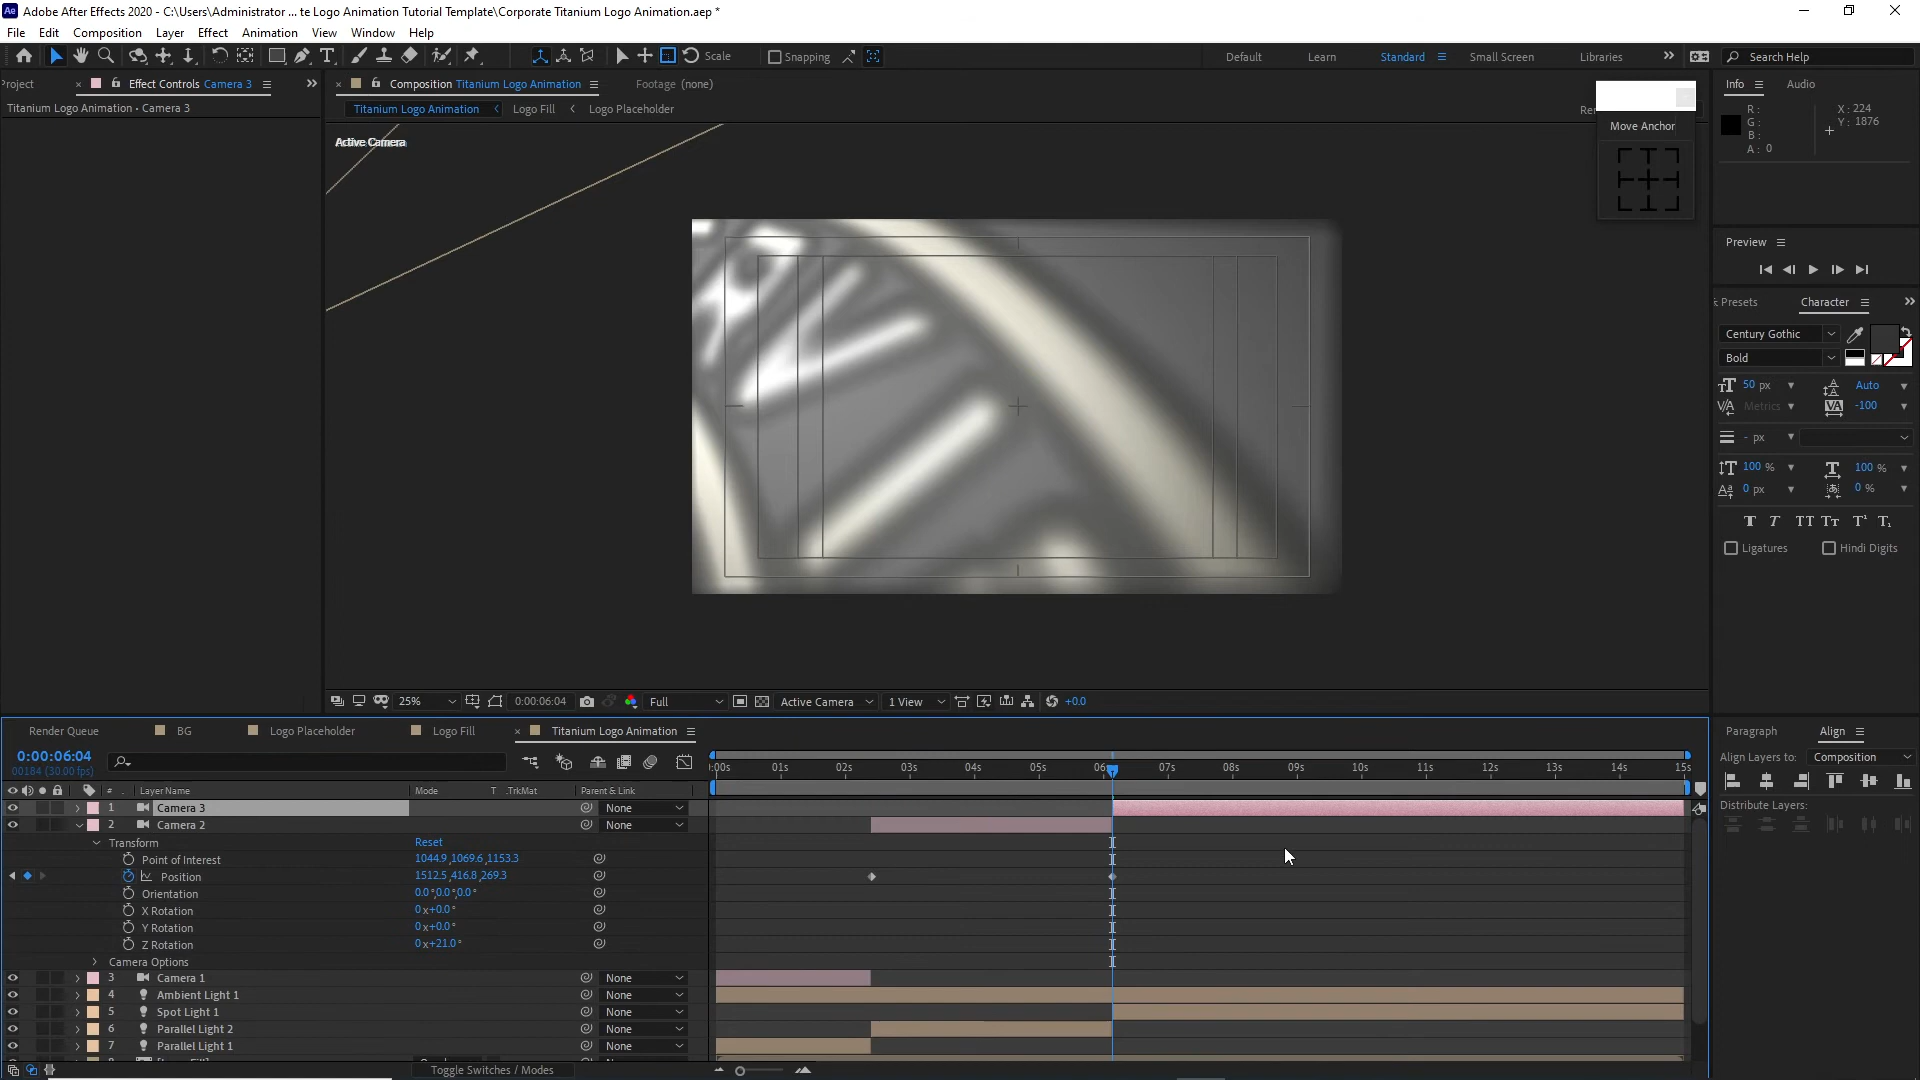 Adobe After Effects 2020 - C:\Users\Administrator ... te Logo Animation Tutorial Template\Corporate Titanium Logo Animation.aep *
File Edit Composition Layer Effect Animation View Window Help
Scale Snapping Default Learn Standard Small Screen Libraries Search Help
Project Effect Controls Camera 3 Composition Titanium Logo Animation Footage (none) Info Audio
Titanium Logo Animation • Camera 3 Titanium Logo Animation Logo Fill Logo Placeholder
R : X : 224
G : Y : 1876
B :
A : 0
Move Anchor
Active Camera
Preview
Presets Character
Century Gothic
Bold
50 px Auto
Metrics -100
- px
100 % 100 %
0 px 0 %
T T TT Tт T¹ T₁
Ligatures Hindi Digits
25% 0:00:06:04 Full Active Camera 1 View +0.0
Render Queue BG Logo Placeholder Logo Fill Titanium Logo Animation Paragraph Align
0:00:06:04
00184 (30.00 fps)
Align Layers to: Composition
:00s 01s 02s 03s 04s 05s 06s 07s 08s 09s 10s 11s 12s 13s 14s 15s
# Layer Name Mode T .TrkMat Parent & Link
Distribute Layers:
1 Camera 3 None
2 Camera 2 None
Transform Reset
Point of Interest 1044.9,1069.6,1153.3
Position 1512.5,416.8,269.3
Orientation 0.0°,0.0°,0.0°
X Rotation 0x+0.0°
Y Rotation 0x+0.0°
Z Rotation 0x+21.0°
Camera Options
3 Camera 1 None
4 Ambient Light 1 None
5 Spot Light 1 None
6 Parallel Light 2 None
7 Parallel Light 1 None
Toggle Switches / Modes